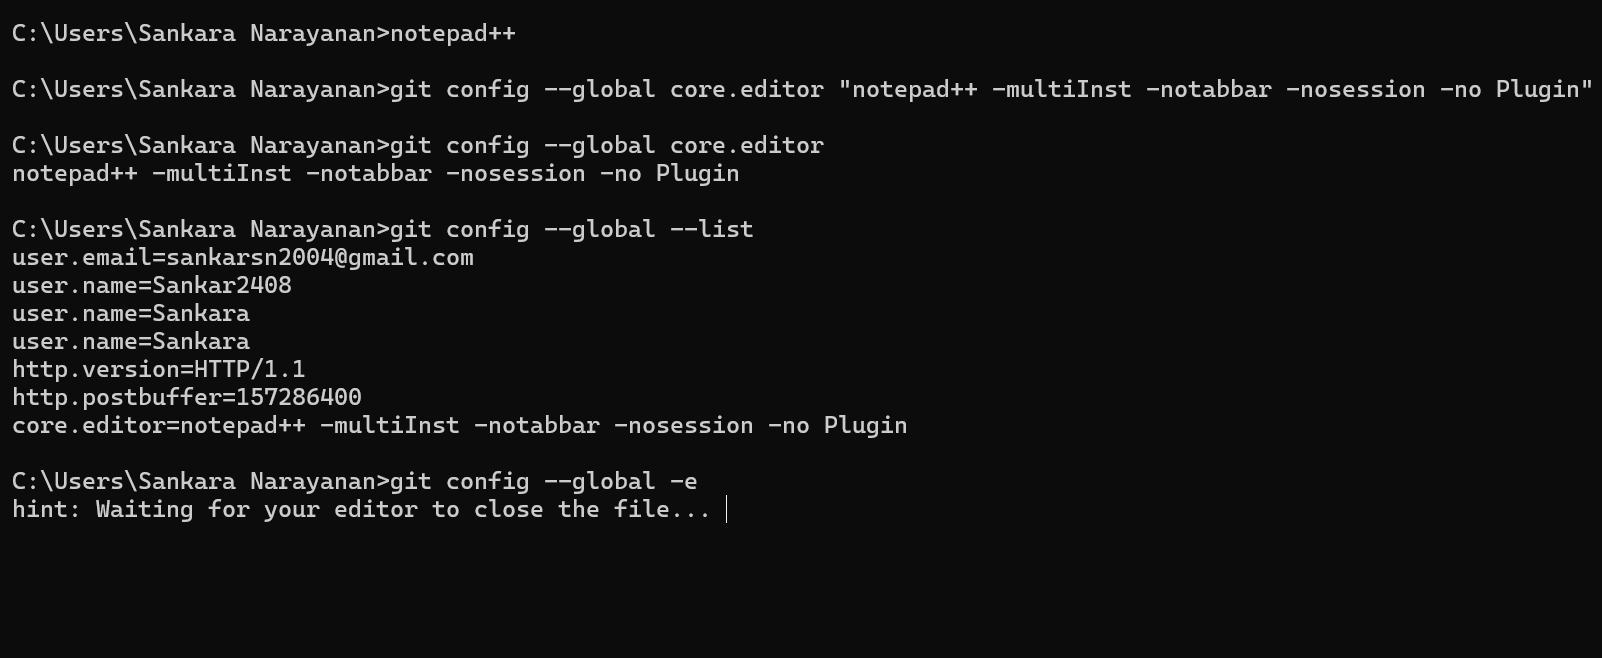 C:\Users\Sankara Narayanan>notepad++
C:\Users\Sankara Narayanan>git config --global core.editor "notepad++ -multiInst -notabbar -nosession -no Plugin"
C:\Users\Sankara Narayanan>git config --global core.editor
notepad++ -multiInst -notabbar -nosession -no Plugin
C:\Users\Sankara Narayanan>git config --global --list
user.email=sankarsn2004@gmail.com
user.name=Sankar2408
user.name=Sankara
user.name=Sankara
http.version=HTTP/1.1
http.postbuffer=157286400
core.editor=notepad++ -multiInst -notabbar -nosession -no Plugin
C:\Users\Sankara Narayanan>git config --global -e
hint: Waiting for your editor to close the file...